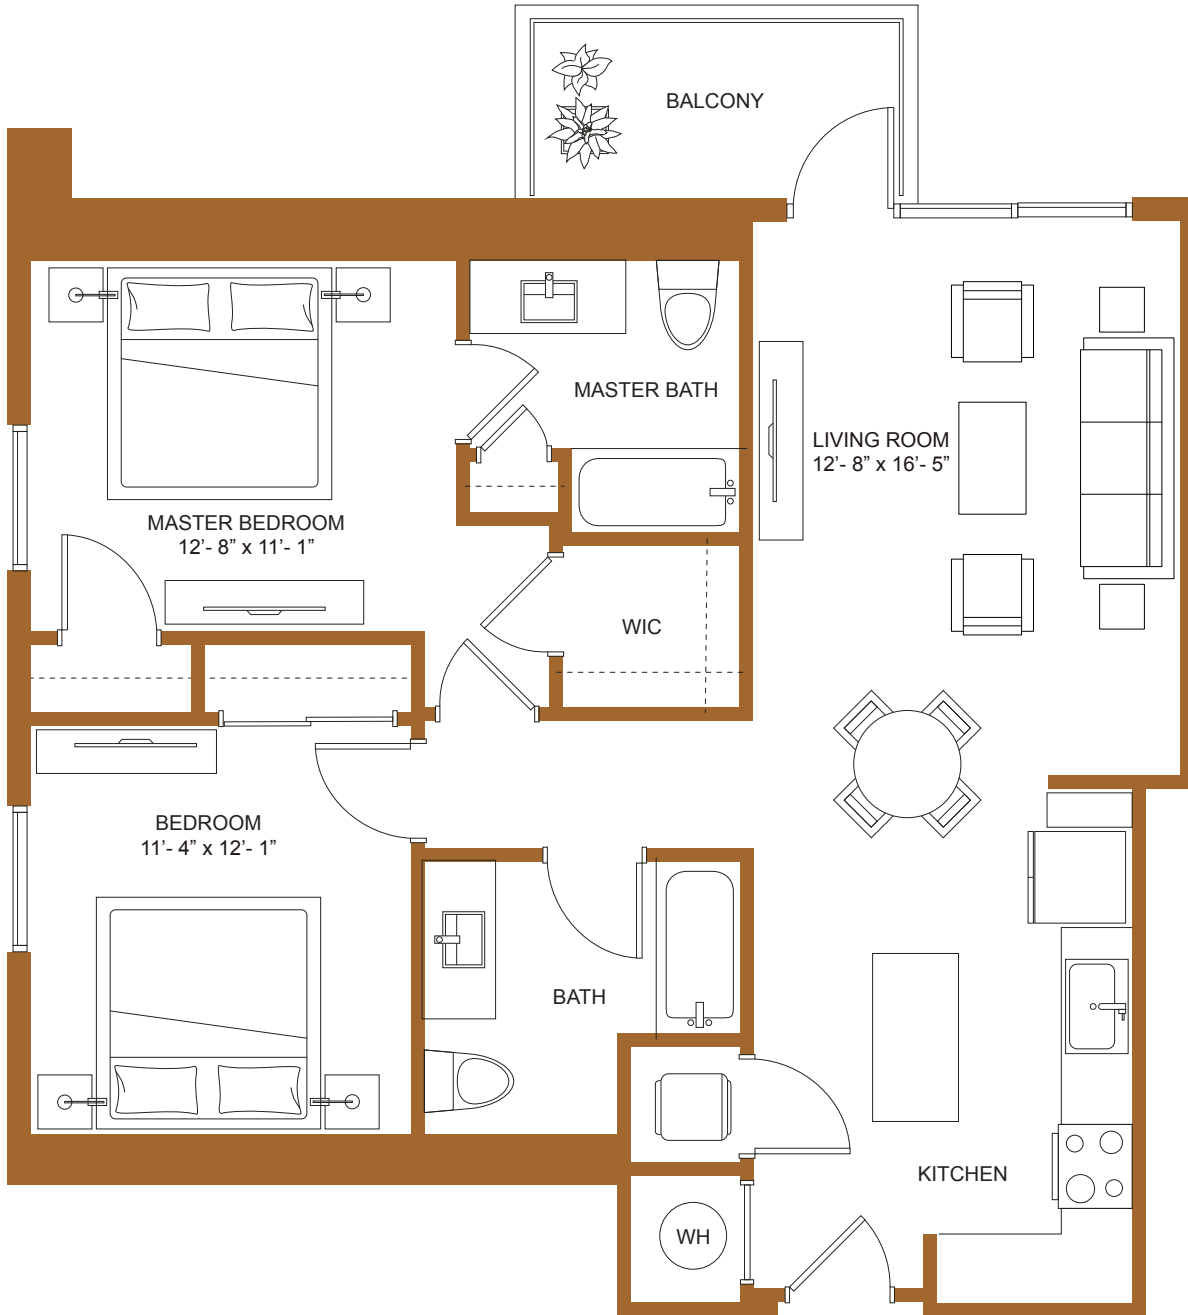 BALCONY
MASTER BATH
LIVING ROOM
12’- 8” x 16’- 5”
MASTER BEDROOM
12’- 8” x 11’- 1”
WIC
BEDROOM
11’- 4” x 12’- 1”
BATH
KITCHEN
WH